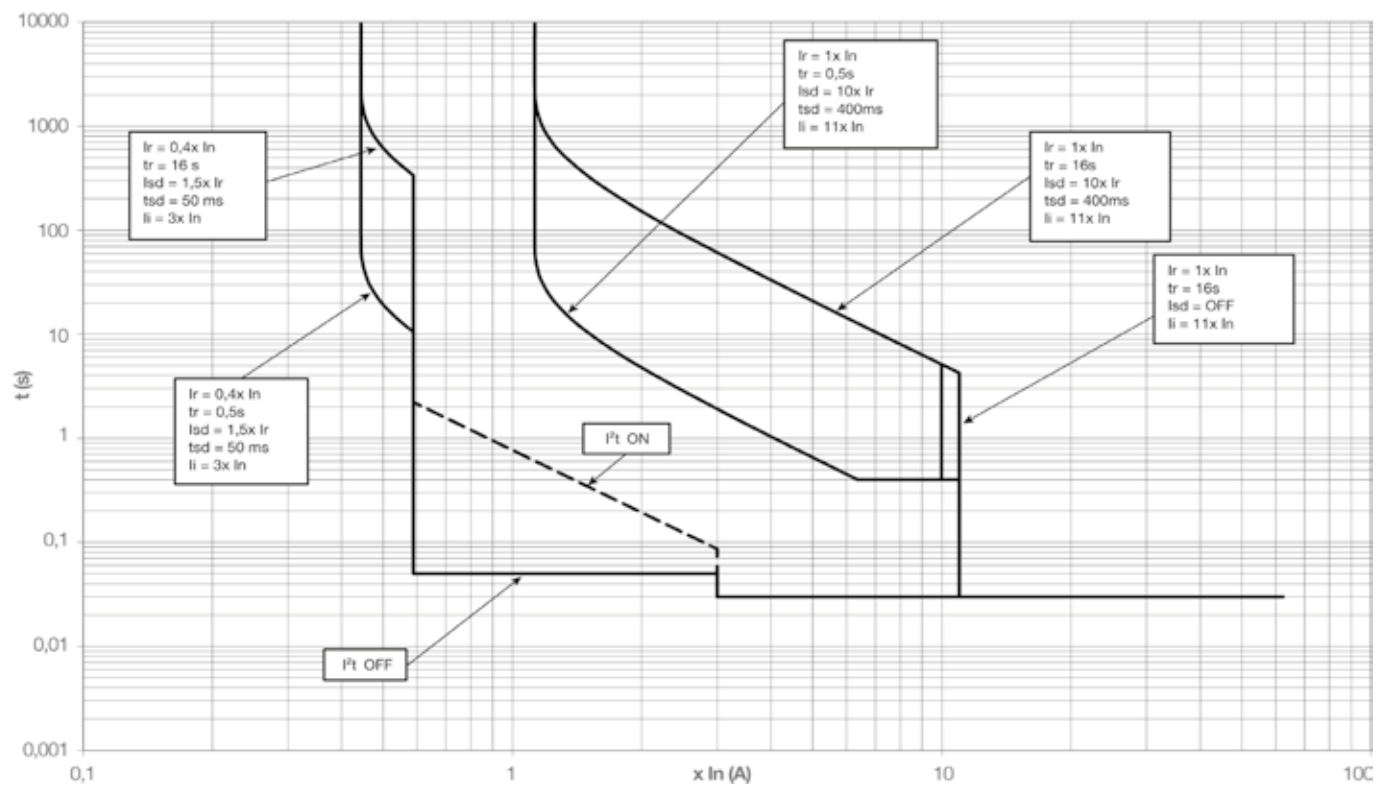 10000
1000
100
10
1
0,1
0,01
0,001
t (s)
0,1
1
x In (A)
10
100
Ir = 0,4x In
tr = 16 s
Isd = 1,5x Ir
tsd = 50 ms
Ii = 3x In
Ir = 0,4x In
tr = 0,5s
Isd = 1,5x Ir
tsd = 50 ms
Ii = 3x In
Ir = 1x In
tr = 0,5s
Isd = 10x Ir
tsd = 400ms
Ii = 11x In
Ir = 1x In
tr = 16s
Isd = 10x Ir
tsd = 400ms
Ii = 11x In
Ir = 1x In
tr = 16s
Isd = OFF
Ii = 11x In
I²t ON
I²t OFF